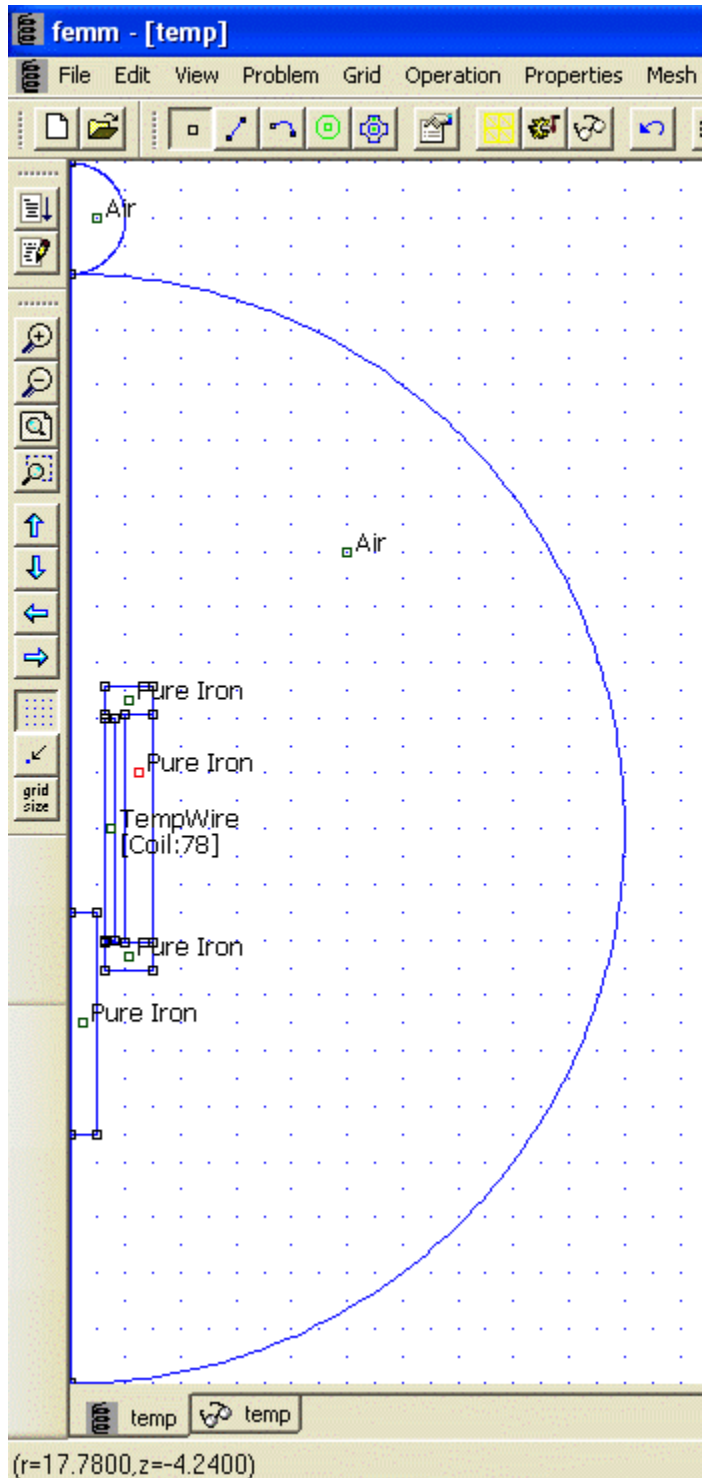 femm - [temp]
File Edit View Problem Grid Operation Properties Mesh
Air
Air
Pure Iron
Pure Iron
TempWire
[Coil:78]
Pure Iron
Pure Iron
grid
size
temp temp
(r=17.7800,z=-4.2400)